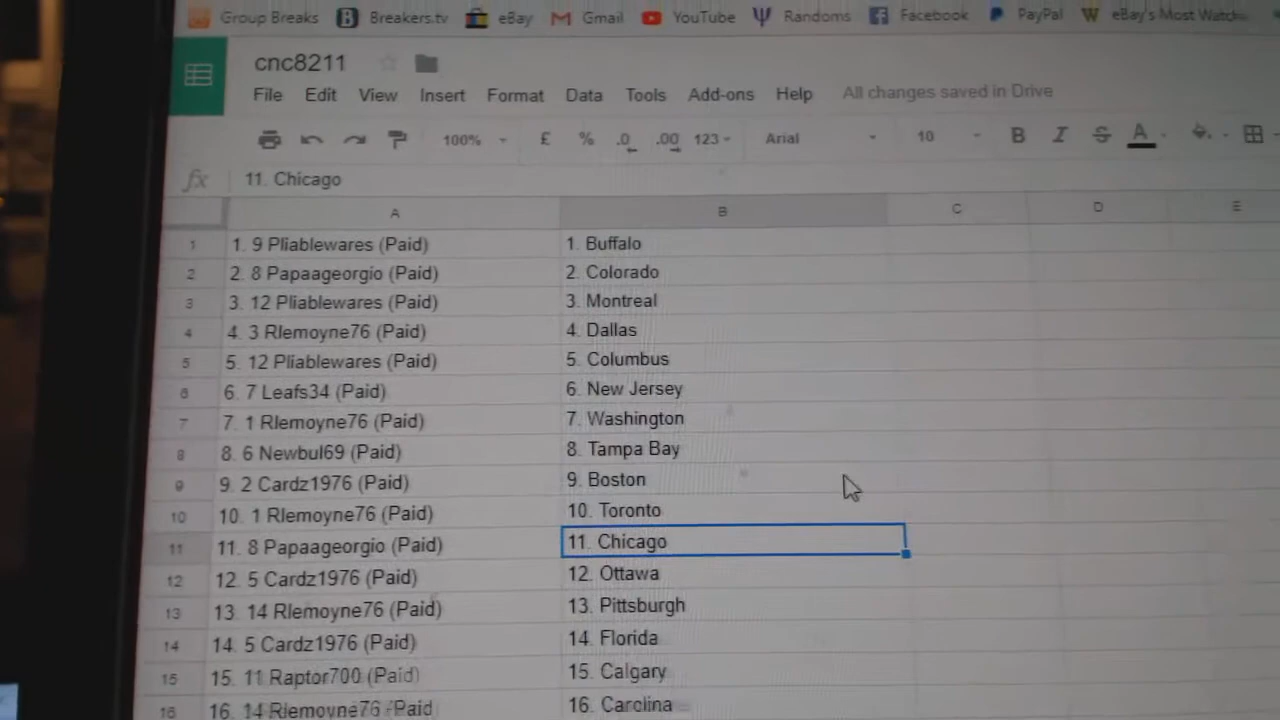 Group Breaks Breakers.tv eBay Gmail YouTube Randoms Facebook PayPal eBay's Most Watch
cnc8211
File Edit View Insert Format Data Tools Add-ons Help All changes saved in Drive
100% £ % .0 .00 123 Arial 10 B I S A
fx 11. Chicago
A B C D E
1 1. 9 Pliablewares (Paid) 1. Buffalo
2 2. 8 Papaageorgio (Paid) 2. Colorado
3 3. 12 Pliablewares (Paid) 3. Montreal
4 4. 3 Rlemoyne76 (Paid) 4. Dallas
5 5. 12 Pliablewares (Paid) 5. Columbus
6 6. 7 Leafs34 (Paid) 6. New Jersey
7 7. 1 Rlemoyne76 (Paid) 7. Washington
8 8. 6 Newbul69 (Paid) 8. Tampa Bay
9 9. 2 Cardz1976 (Paid) 9. Boston
10 10. 1 Rlemoyne76 (Paid) 10. Toronto
11 11. 8 Papaageorgio (Paid) 11. Chicago
12 12. 5 Cardz1976 (Paid) 12. Ottawa
13 13. 14 Rlemoyne76 (Paid) 13. Pittsburgh
14 14. 5 Cardz1976 (Paid) 14. Florida
15 15. 11 Raptor700 (Paid) 15. Calgary
16 16. 14 Rlemoyne76 (Paid 16. Carolina